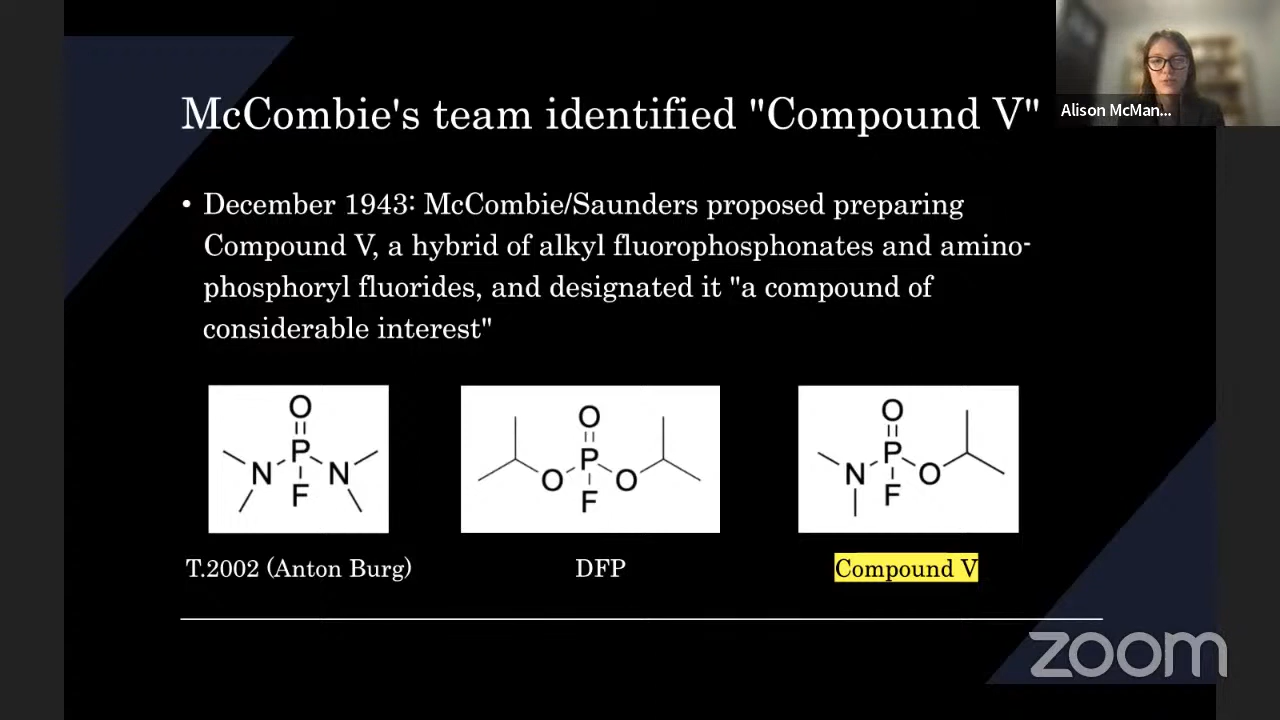 McCombie's team identified "Compound V"
Alison McMan...
• December 1943: McCombie/Saunders proposed preparing
Compound V, a hybrid of alkyl fluorophosphonates and amino-
phosphoryl fluorides, and designated it "a compound of
considerable interest"
O
P
N N
F
O
P
O O
F
O
P
N O
F
T.2002 (Anton Burg)
DFP
Compound V
zoom